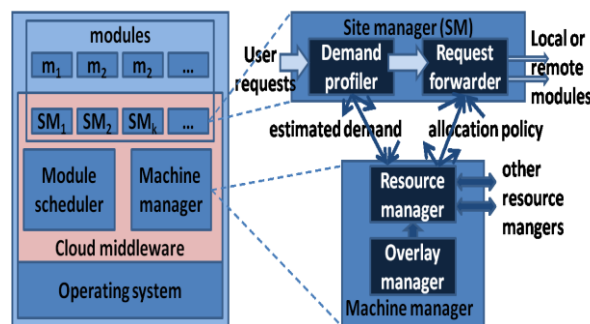 modules
m1 m2 m2 ...
SM1 SM2 SMk ...
Module
scheduler
Machine
manager
Cloud middleware
Operating system
Site manager (SM)
User
requests
Demand
profiler
Request
forwarder
Local or
remote
modules
estimated demand
allocation policy
Resource
manager
other
resource
mangers
Overlay
manager
Machine manager